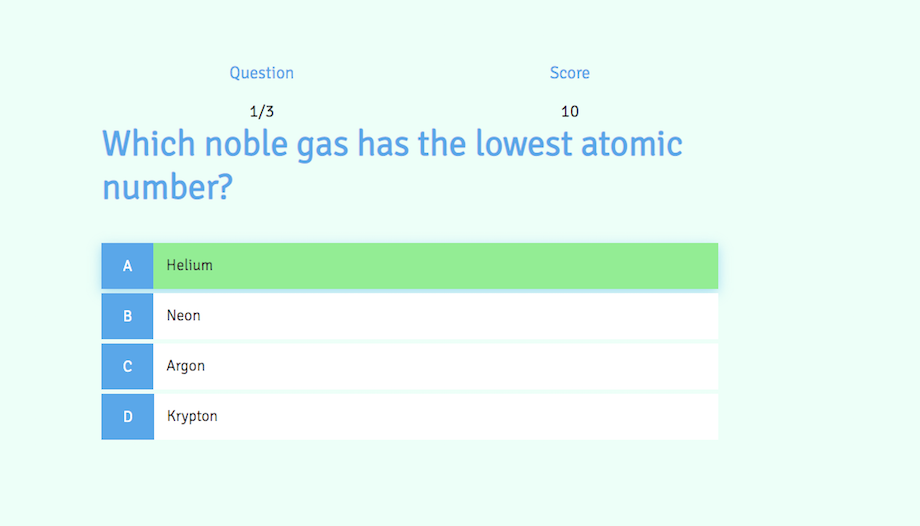 Question Score
1/3 10
Which noble gas has the lowest atomic
number?
A Helium
B Neon
C Argon
D Krypton